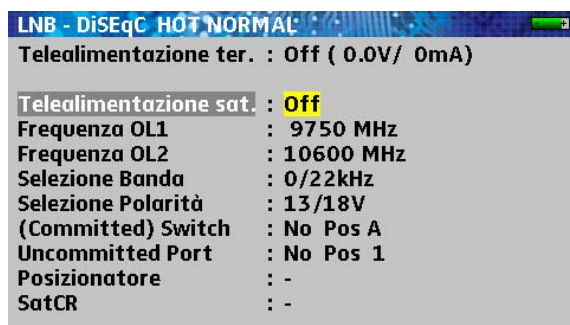 LNB - DiSEqC HOT NORMAL
Telealimentazione ter. : Off ( 0.0V/ 0mA)
Telealimentazione sat. : Off
Frequenza OL1 : 9750 MHz
Frequenza OL2 : 10600 MHz
Selezione Banda : 0/22kHz
Selezione Polarità : 13/18V
(Committed) Switch : No Pos A
Uncommitted Port : No Pos 1
Posizionatore : -
SatCR : -